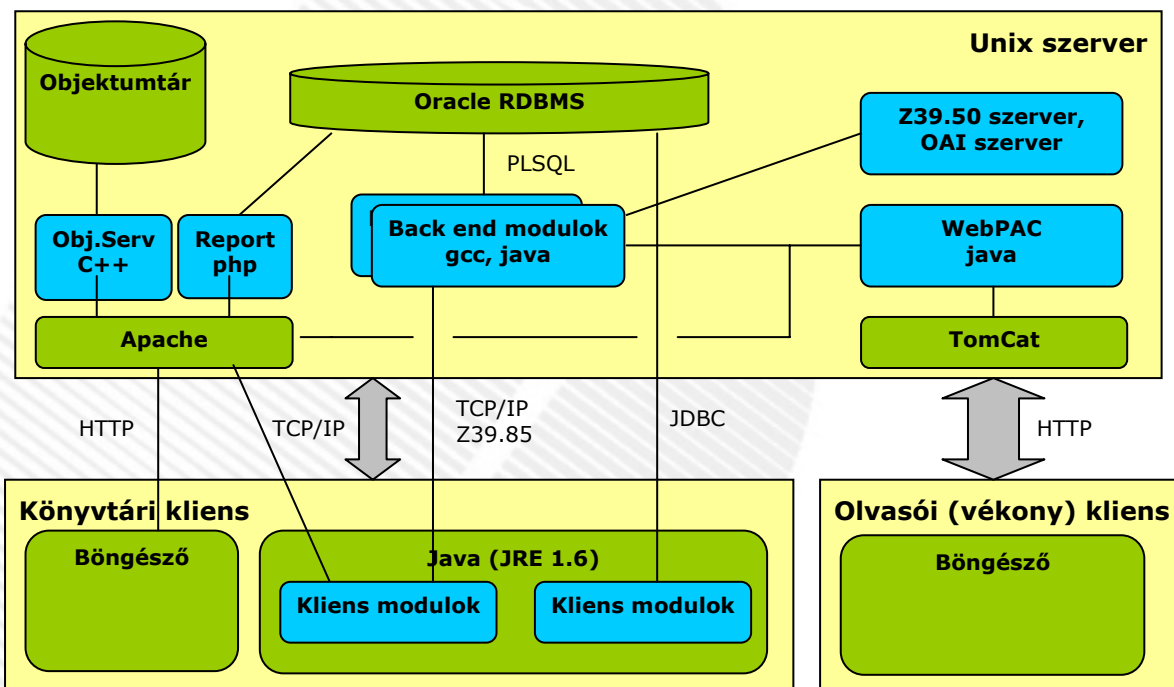 Unix szerver
Objektumtár
Oracle RDBMS
Z39.50 szerver,
OAI szerver
PLSQL
Obj.Serv
C++
Report
php
Back end modulok
gcc, java
WebPAC
java
Apache
TomCat
HTTP
TCP/IP
TCP/IP
Z39.85
JDBC
HTTP
Könyvtári kliens
Böngésző
Java (JRE 1.6)
Kliens modulok
Kliens modulok
Olvasói (vékony) kliens
Böngésző